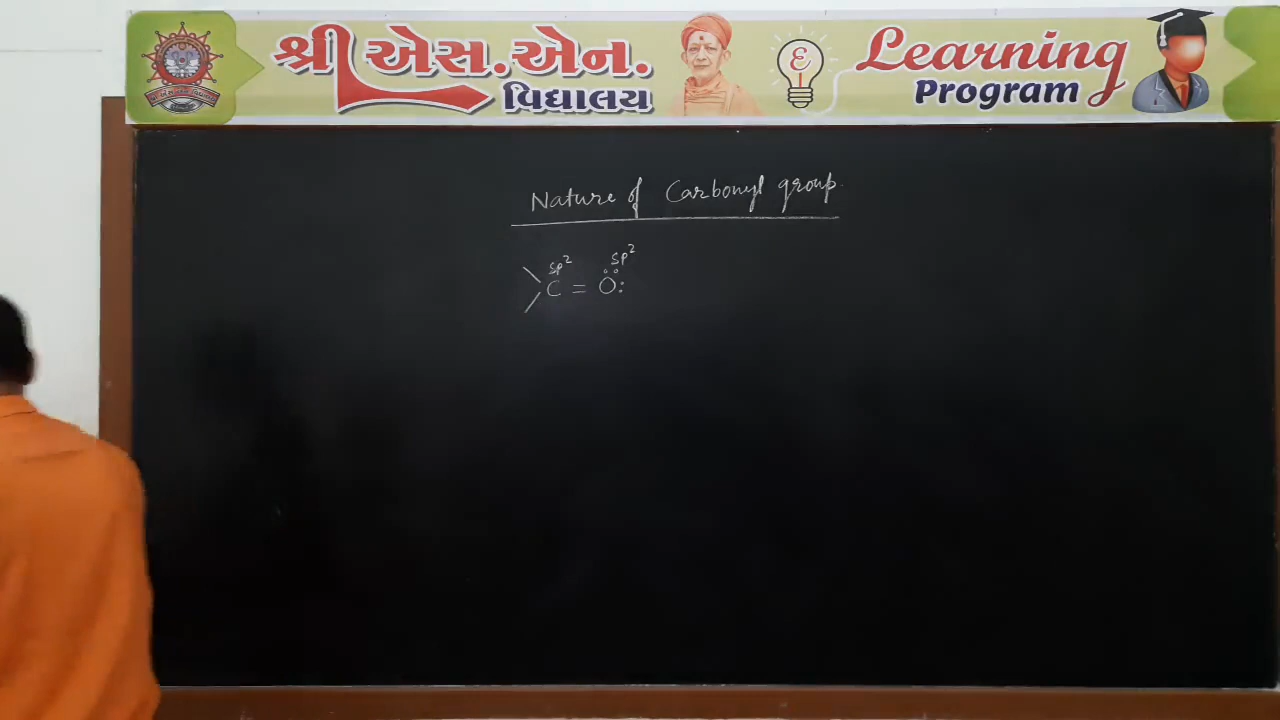 શ્રી એસ.એન. વિદ્યાલય
Learning Program
Nature of Carbonyl group.
sp² sp²
C = O: